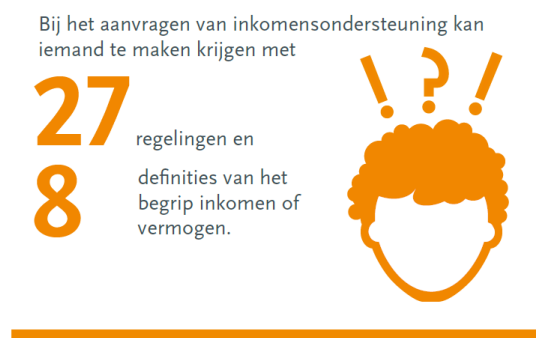 Bij het aanvragen van inkomensondersteuning kan
iemand te maken krijgen met
27 regelingen en
8 definities van het
begrip inkomen of
vermogen.
! ? !